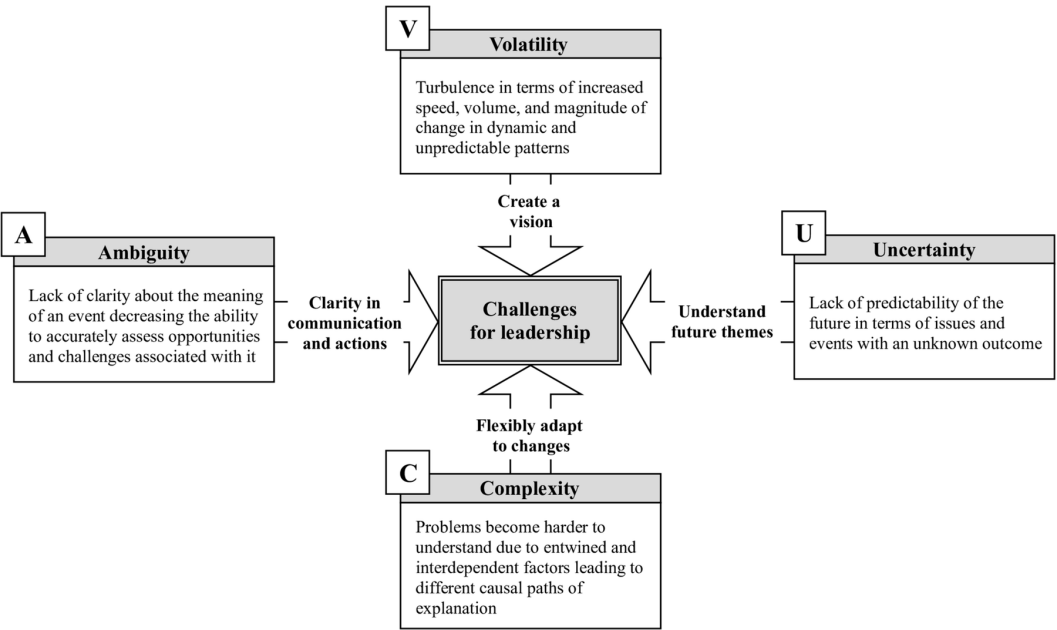 V
Volatility
Turbulence in terms of increased
speed, volume, and magnitude of
change in dynamic and
unpredictable patterns
Create a
vision
A
Ambiguity
Lack of clarity about the meaning
of an event decreasing the ability
to accurately assess opportunities
and challenges associated with it
Clarity in
communication
and actions
Challenges
for leadership
Understand
future themes
U
Uncertainty
Lack of predictability of the
future in terms of issues and
events with an unknown outcome
Flexibly adapt
to changes
C
Complexity
Problems become harder to
understand due to entwined and
interdependent factors leading to
different causal paths of
explanation